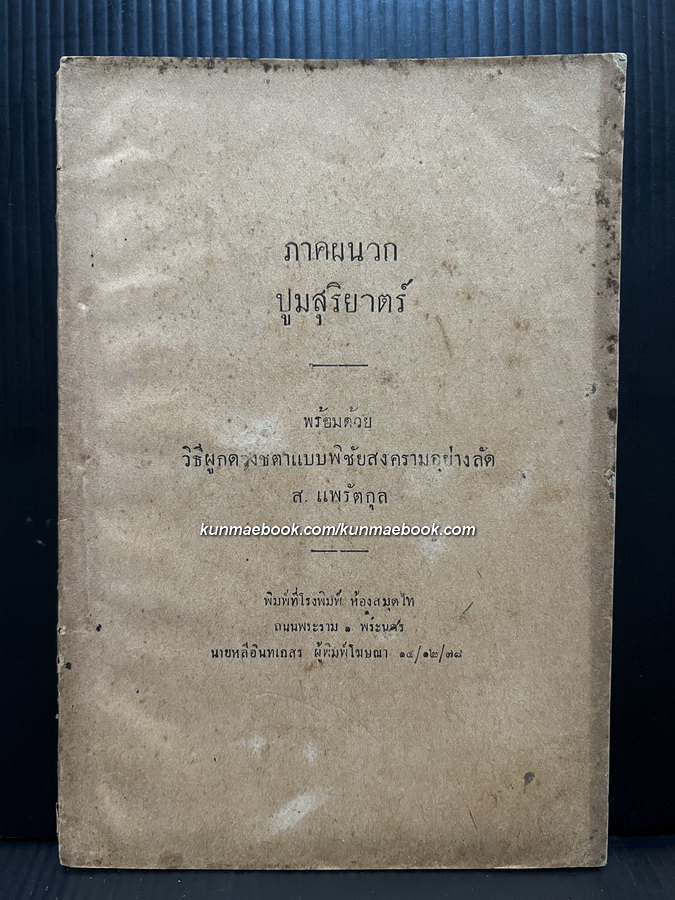 ภาคผนวก
ปูมสุริยาตร์
พร้อมด้วย
วิธีผูกดวงชตาแบบพิชัยสงครามอย่างลัด
ส. แพรัตกุล
kunmaebook.com/kunmaebook.com
พิมพ์ที่โรงพิมพ์ ห้องสมุดไท
ถนนพระราม ๑ พระนคร
นายหลีอินทเถสร ผู้พิมพ์โฆษณา ๑๔/๑๒/๗๘